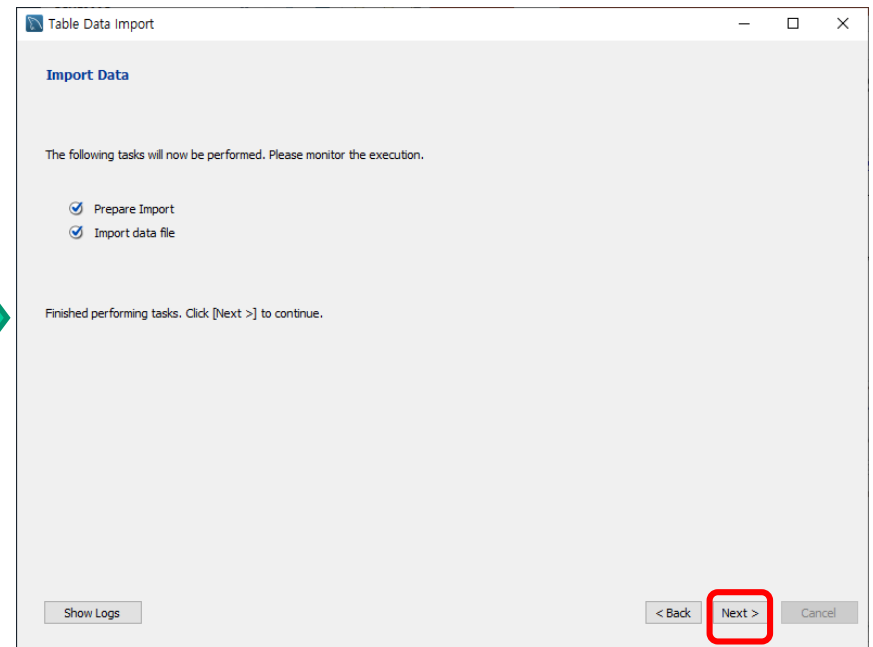 Table Data Import
Import Data
The following tasks will now be performed. Please monitor the execution.
Prepare Import
Import data file
Finished performing tasks. Click [Next >] to continue.
Show Logs
< Back
Next >
Cancel